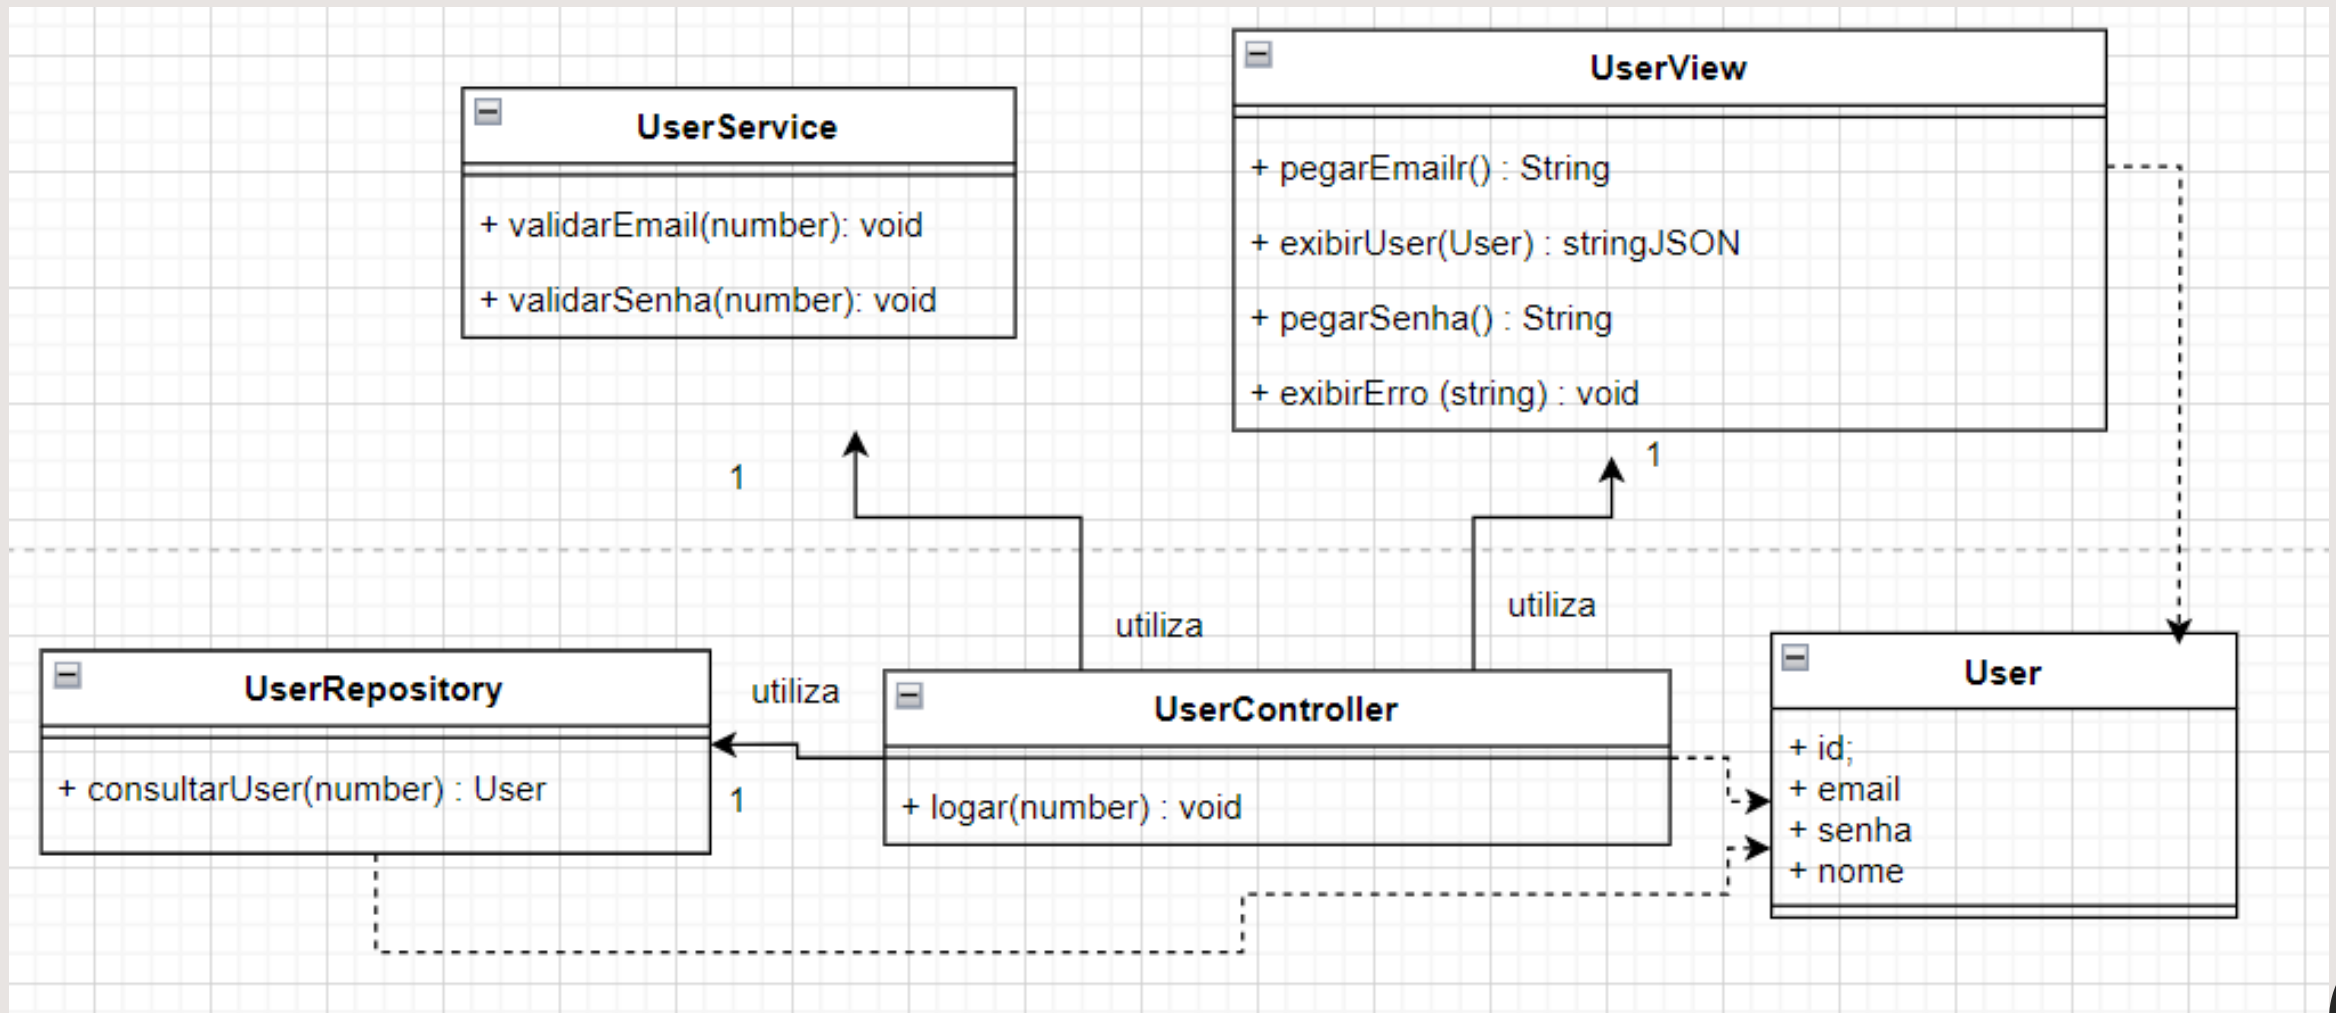 UserService
+ validarEmail(number): void
+ validarSenha(number): void
UserView
+ pegarEmailr() : String
+ exibirUser(User) : stringJSON
+ pegarSenha() : String
+ exibirErro (string) : void
1
1
utiliza
utiliza
UserRepository
+ consultarUser(number) : User
utiliza
1
UserController
+ logar(number) : void
User
+ id;
+ email
+ senha
+ nome